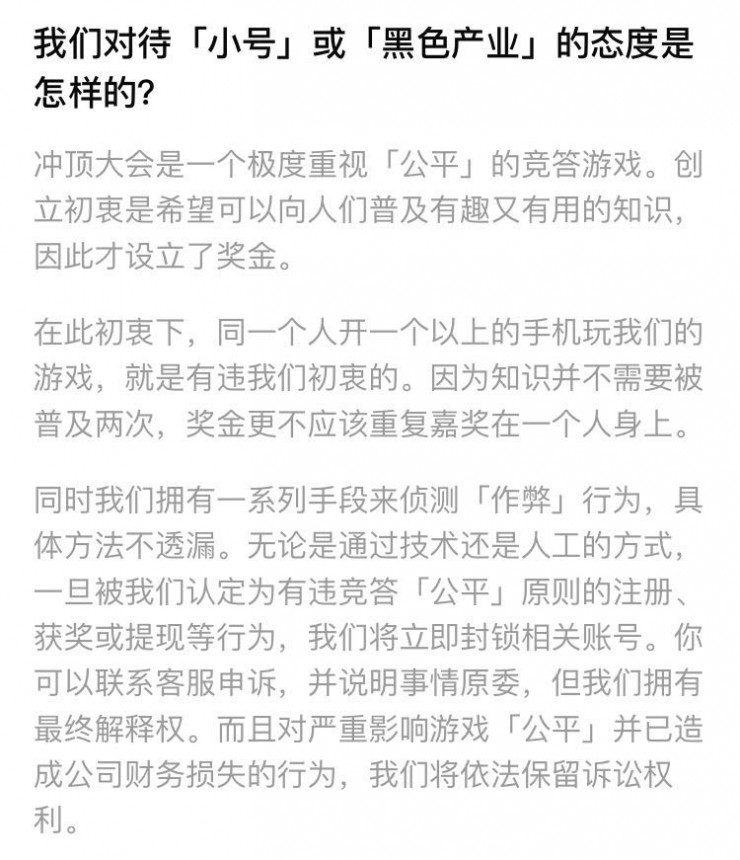 我们对待「小号」或「黑色产业」的态度是
怎样的?
冲顶大会是一个极度重视「公平」的竞答游戏。创
立初衷是希望可以向人们普及有趣又有用的知识，
因此才设立了奖金。
在此初衷下，同一个人开一个以上的手机玩我们的
游戏，就是有违我们初衷的。因为知识并不需要被
普及两次，奖金更不应该重复嘉奖在一个人身上。
同时我们拥有一系列手段来侦测「作弊」行为，具
体方法不透漏。无论是通过技术还是人工的方式，
一旦被我们认定为有违竞答「公平」原则的注册、
获奖或提现等行为，我们将立即封锁相关账号。你
可以联系客服申诉，并说明事情原委，但我们拥有
最终解释权。而且对严重影响游戏「公平」并已造
成公司财务损失的行为，我们将依法保留诉讼权
利。